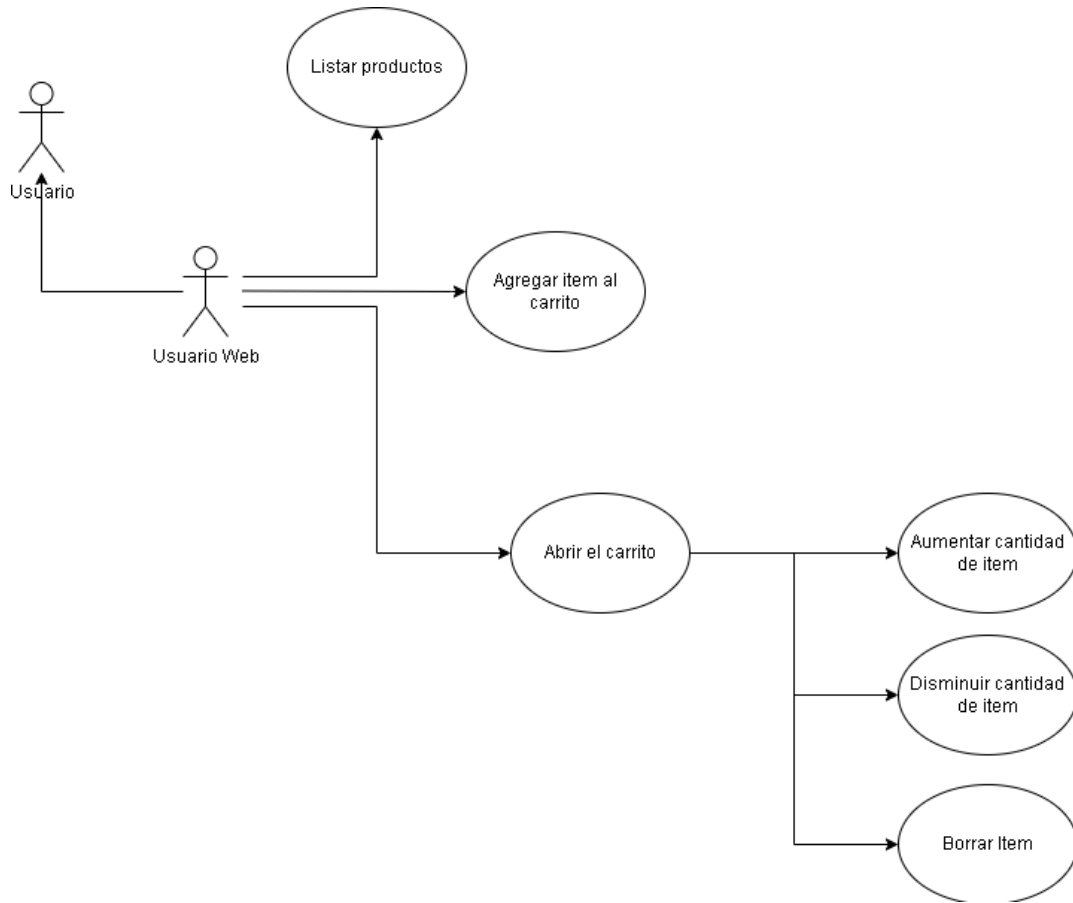 Listar productos
Usuario
Agregar item al
carrito
Usuario Web
Abrir el carrito
Aumentar cantidad
de item
Disminuir cantidad
de item
Borrar Item